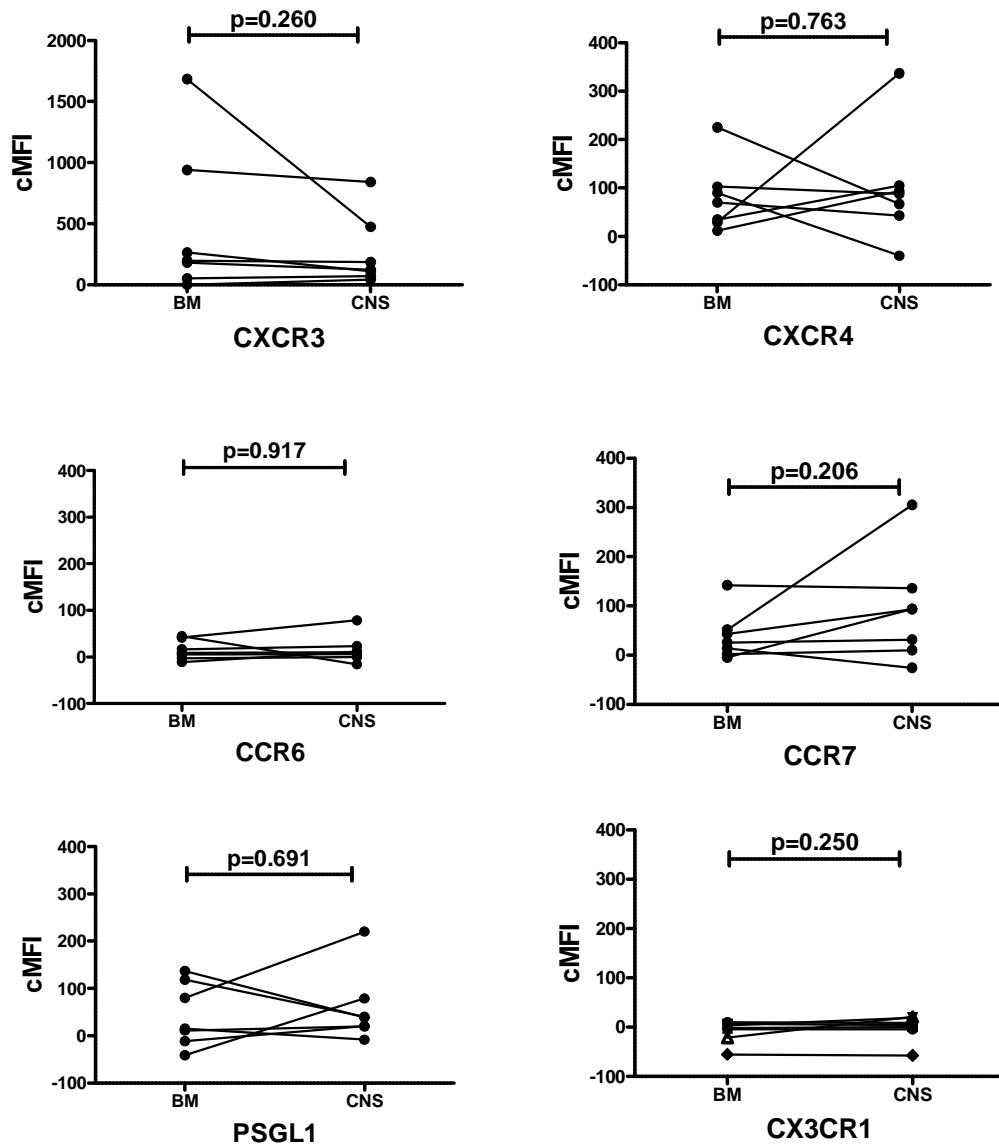 p=0.260
2000
1500
1000
500
0
cMFI
BM
CNS
CXCR3
p=0.763
400
300
200
100
0
-100
cMFI
BM
CNS
CXCR4
p=0.917
400
300
200
100
0
-100
cMFI
BM
CNS
CCR6
p=0.206
400
300
200
100
0
-100
cMFI
BM
CNS
CCR7
p=0.691
400
300
200
100
0
-100
cMFI
BM
CNS
PSGL1
p=0.250
400
300
200
100
0
-100
cMFI
BM
CNS
CX3CR1